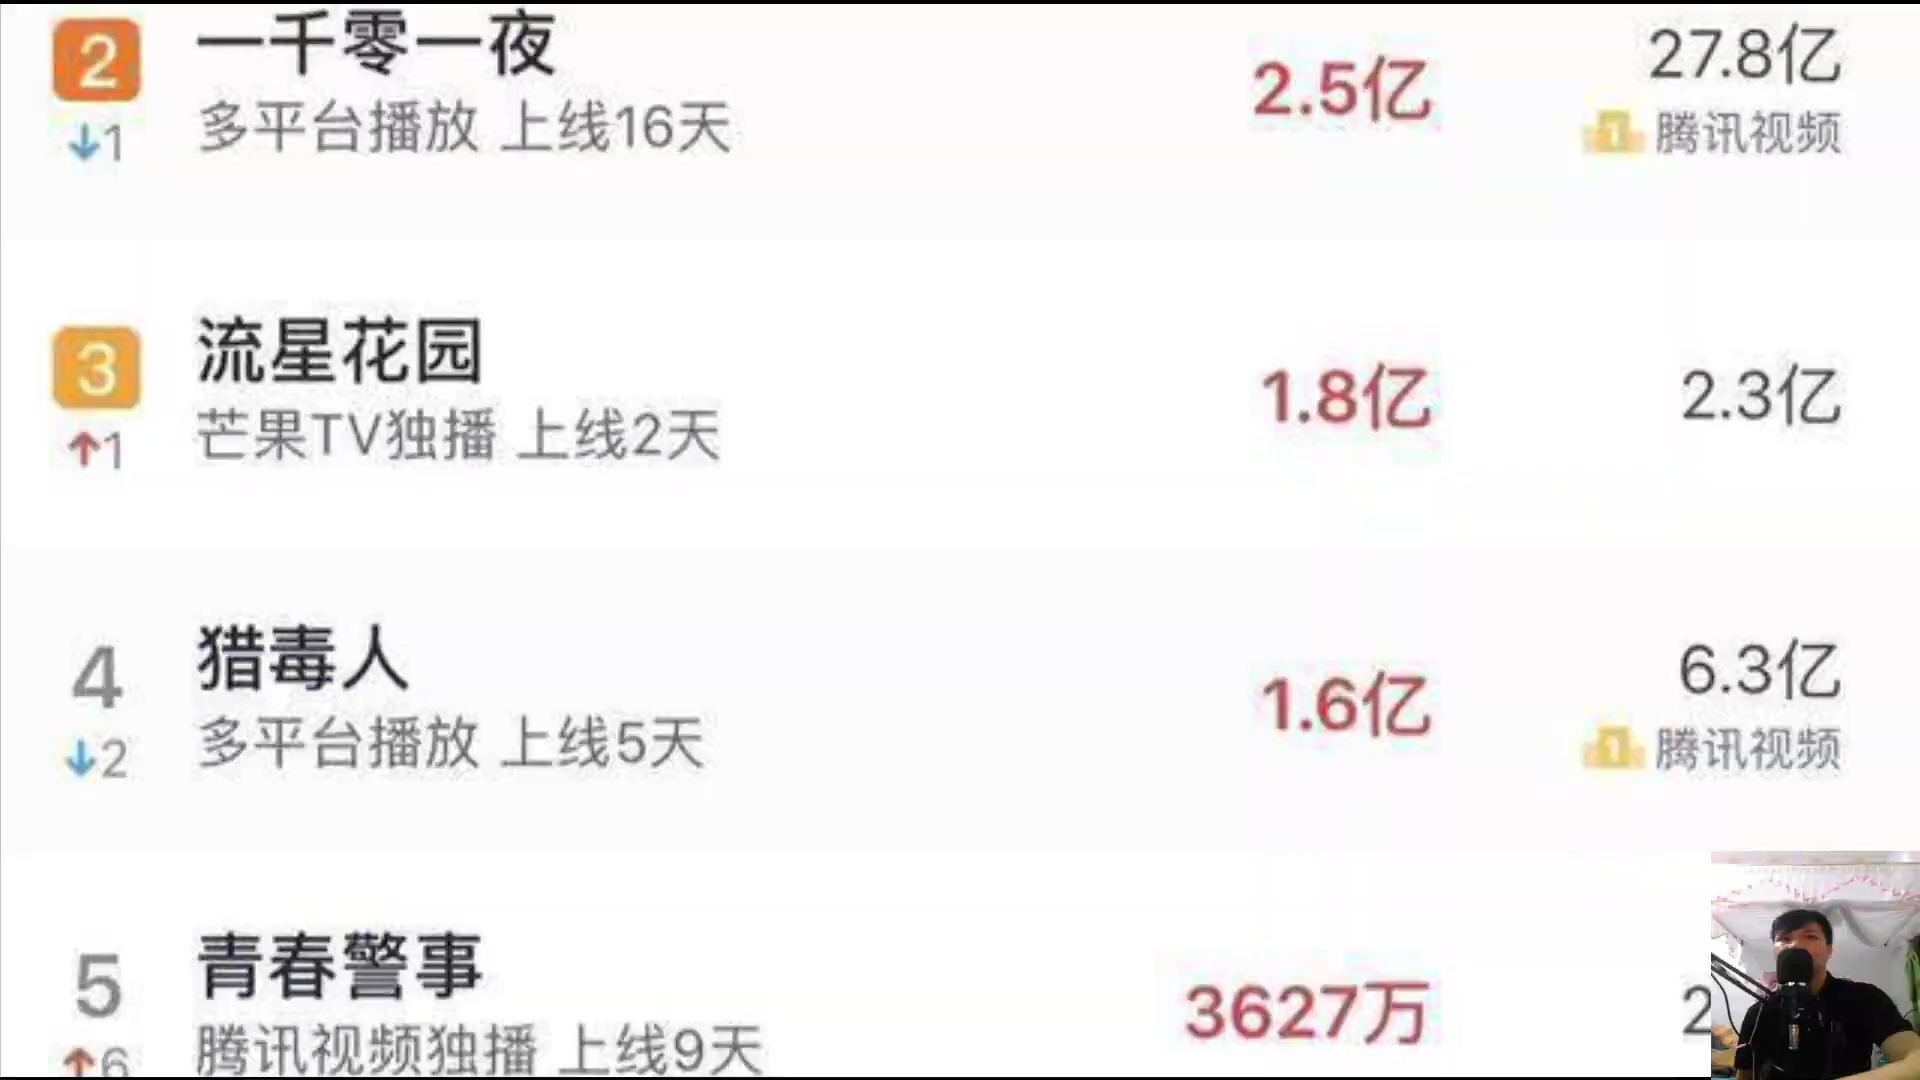 2
一千零一夜
2.5亿
27.8亿
↓1
多平台播放 上线16天
1 腾讯视频
3
流星花园
1.8亿
2.3亿
↑1
芒果TV独播 上线2天
4
猎毒人
1.6亿
6.3亿
↓2
多平台播放 上线5天
1 腾讯视频
5
青春警事
3627万
2
↑6
腾讯视频独播 上线9天